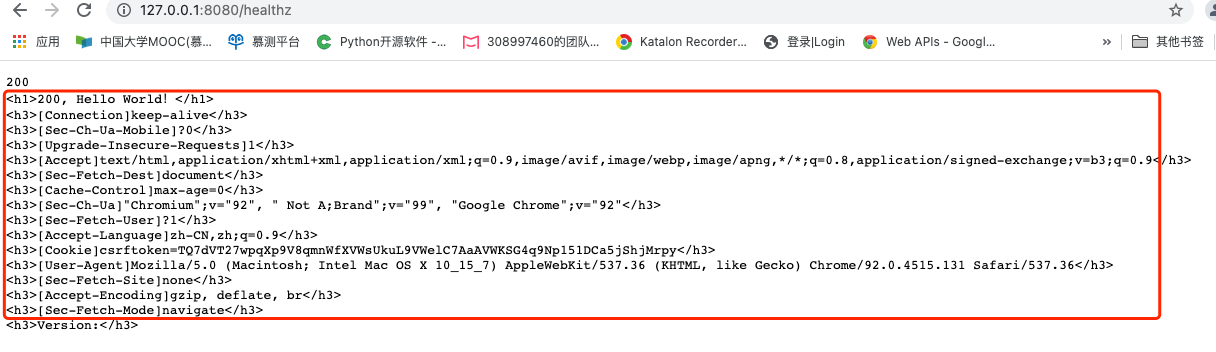 127.0.0.1:8080/healthz
应用 中国大学MOOC(慕... 慕测平台 Python开源软件 -... 308997460的团队... Katalon Recorder... 登录|Login Web APIs - Googl... » 其他书签
200
<h1>200, Hello World! </h1>
<h3>[Connection]keep-alive</h3>
<h3>[Sec-Ch-Ua-Mobile]?0</h3>
<h3>[Upgrade-Insecure-Requests]1</h3>
<h3>[Accept]text/html,application/xhtml+xml,application/xml;q=0.9,image/avif,image/webp,image/apng,*/*;q=0.8,application/signed-exchange;v=b3;q=0.9</h3>
<h3>[Sec-Fetch-Dest]document</h3>
<h3>[Cache-Control]max-age=0</h3>
<h3>[Sec-Ch-Ua]"Chromium";v="92", " Not A;Brand";v="99", "Google Chrome";v="92"</h3>
<h3>[Sec-Fetch-User]?1</h3>
<h3>[Accept-Language]zh-CN,zh;q=0.9</h3>
<h3>[Cookie]csrftoken=TQ7dVT27wpqXp9V8qmnWfXVWsUkuL9VWelC7AaAVWKSG4q9Np151DCa5jShjMrpy</h3>
<h3>[User-Agent]Mozilla/5.0 (Macintosh; Intel Mac OS X 10_15_7) AppleWebKit/537.36 (KHTML, like Gecko) Chrome/92.0.4515.131 Safari/537.36</h3>
<h3>[Sec-Fetch-Site]none</h3>
<h3>[Accept-Encoding]gzip, deflate, br</h3>
<h3>[Sec-Fetch-Mode]navigate</h3>
<h3>Version:</h3>